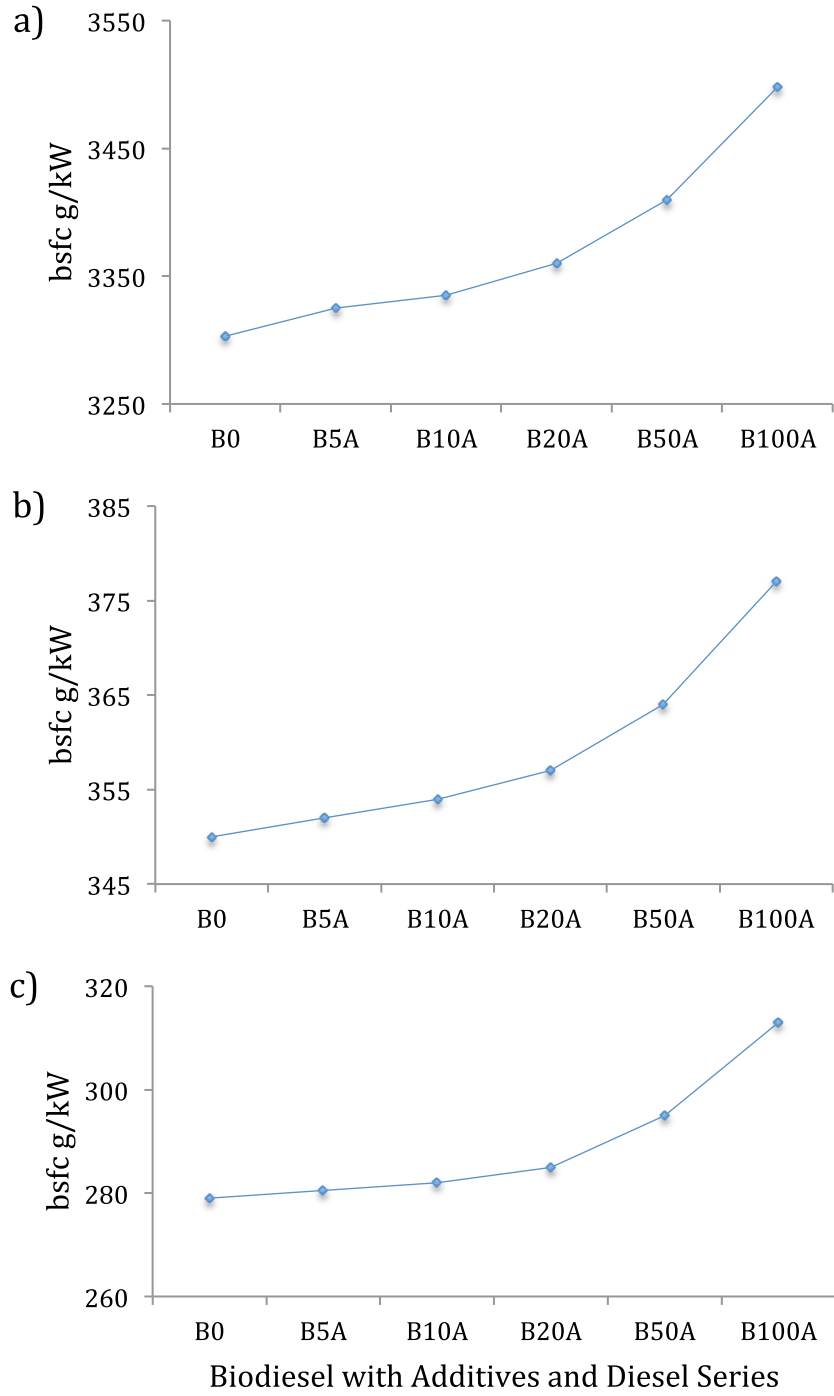 a)
bsfc g/kW
3550
3450
3350
3250
B0 B5A B10A B20A B50A B100A
b)
bsfc g/kW
385
375
365
355
345
B0 B5A B10A B20A B50A B100A
c)
bsfc g/kW
320
300
280
260
B0 B5A B10A B20A B50A B100A
Biodiesel with Additives and Diesel Series